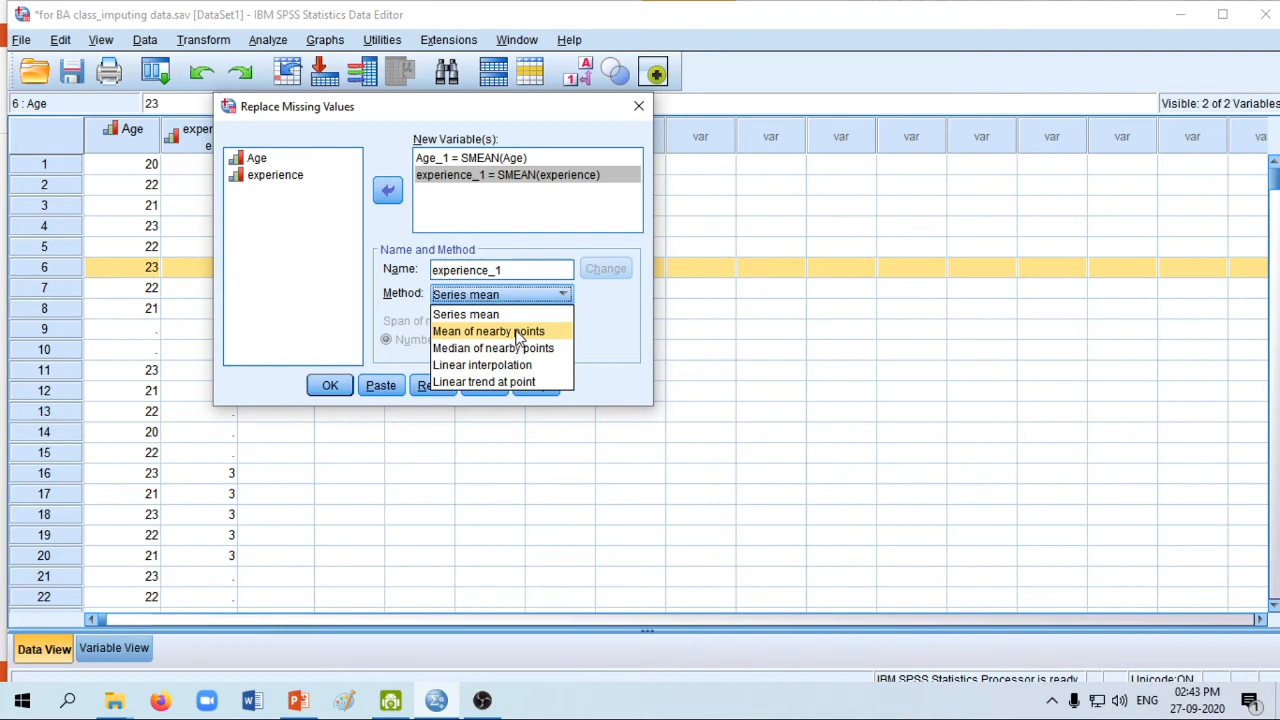 *for BA class_imputing data.sav [DataSet1] - IBM SPSS Statistics Data Editor
File Edit View Data Transform Analyze Graphs Utilities Extensions Window Help
6 : Age 23 Visible: 2 of 2 Variables
Replace Missing Values
New Variable(s):
Age
experience
Age_1 = SMEAN(Age)
experience_1 = SMEAN(experience)
Name and Method
Name: experience_1 Change
Method: Series mean
Series mean
Mean of nearby points
Median of nearby points
Linear interpolation
Linear trend at point
OK Paste
Age var var var var var var var var
1 20
2 22
3 21
4 23
5 22
6 23
7 22
8 21
9 .
10 .
11 23
12 21
13 22 .
14 20 .
15 22 .
16 23 3
17 21 3
18 23 3
19 22 3
20 21 3
21 23 .
22 22 .
Data View Variable View
IBM SPSS Statistics Processor is ready Unicode:ON
ENG
02:43 PM
27-09-2020